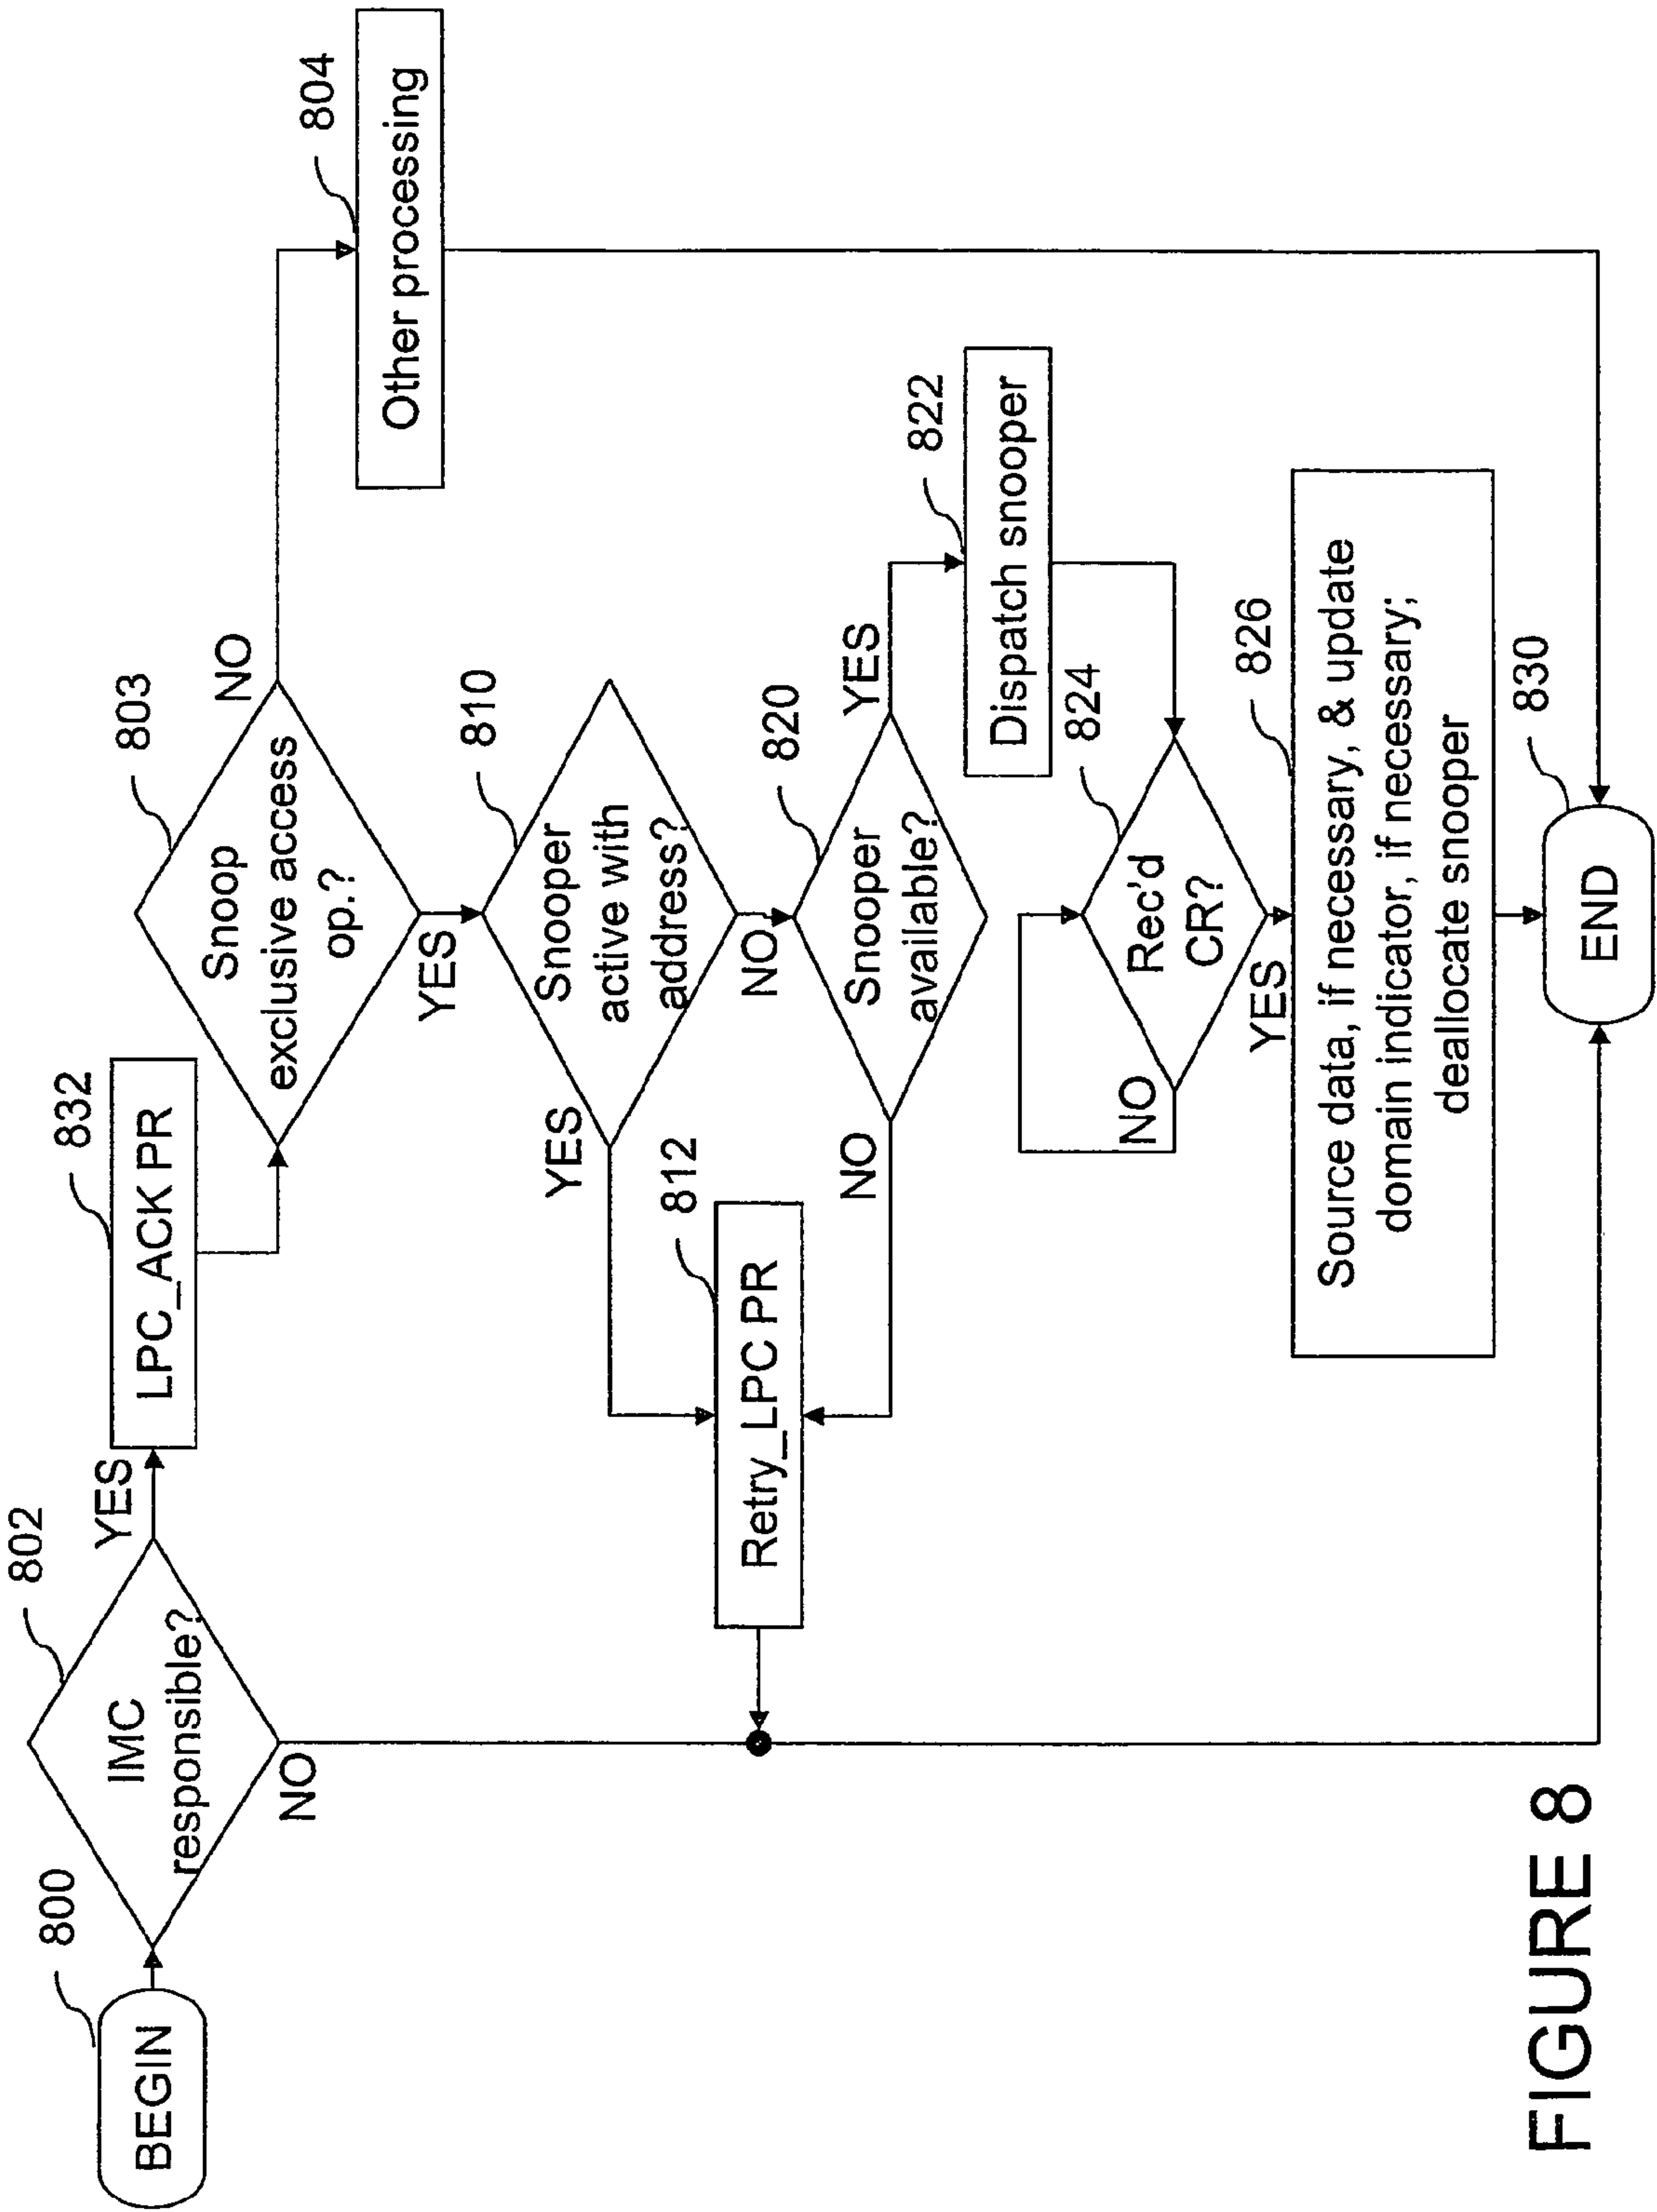 800
BEGIN
802
IMC
responsible?
YES
NO
832
LPC_ACK PR
803
Snoop
exclusive access
op.?
NO
YES
804
Other processing
810
Snooper
active with
address?
YES
NO
812
Retry_LPC PR
820
Snooper
available?
YES
NO
822
Dispatch snooper
824
Rec'd
CR?
NO
YES
826
Source data, if necessary, & update
domain indicator, if necessary;
deallocate snooper
830
END
FIGURE 8